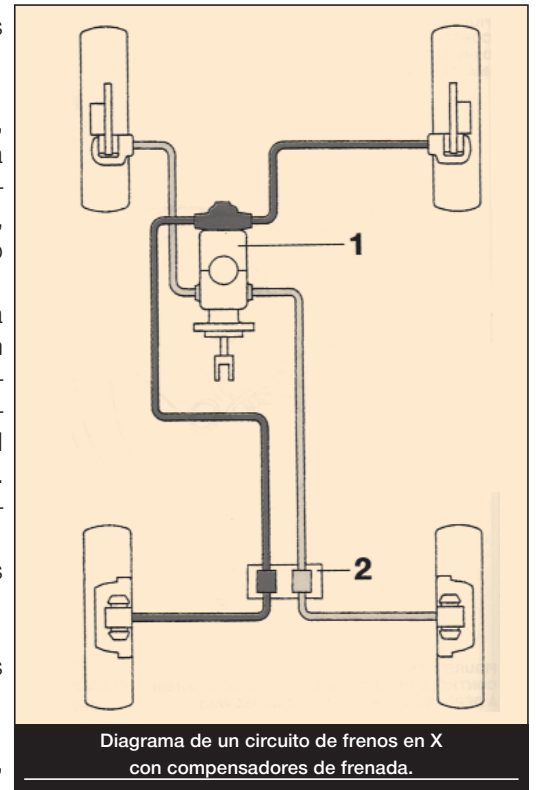 1
2
Diagrama de un circuito de frenos en X
con compensadores de frenada.